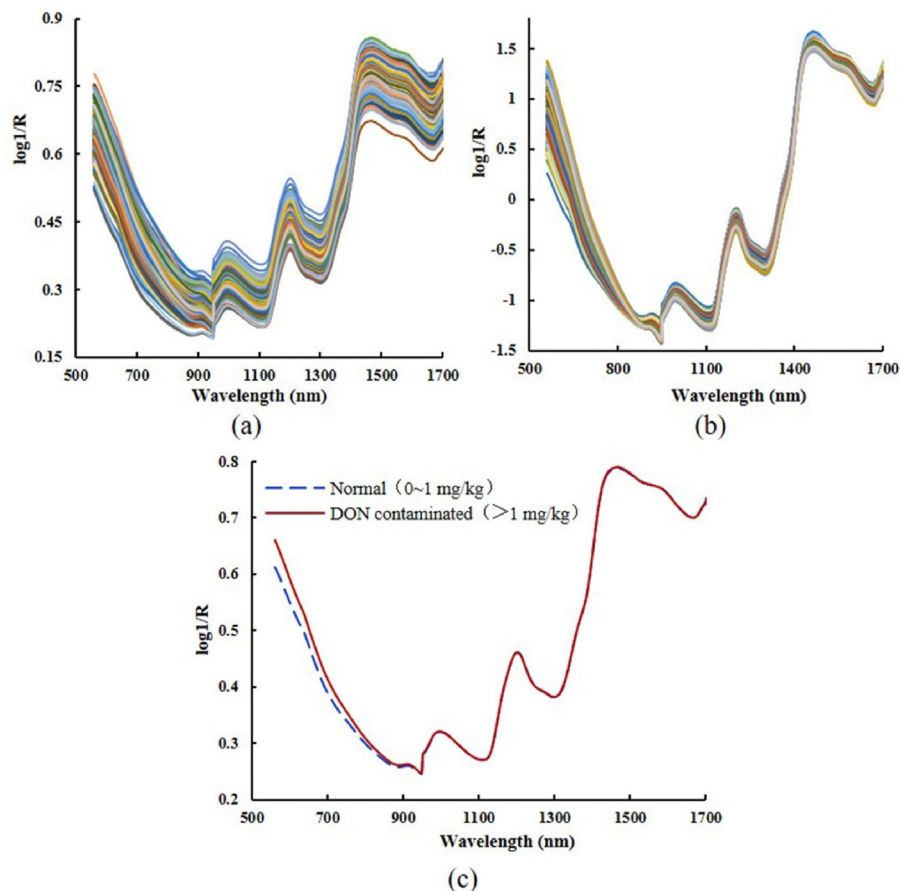 0.9
0.75
0.6
0.45
0.3
0.15
log1/R
500 700 900 1100 1300 1500 1700
Wavelength (nm)
(a)
1.5
1
0.5
0
-0.5
-1
-1.5
log1/R
500 800 1100 1400 1700
Wavelength (nm)
(b)
0.8
0.7
0.6
0.5
0.4
0.3
0.2
log1/R
Normal（0~1 mg/kg）
DON contaminated（＞1 mg/kg）
500 700 900 1100 1300 1500 1700
Wavelength (nm)
(c)